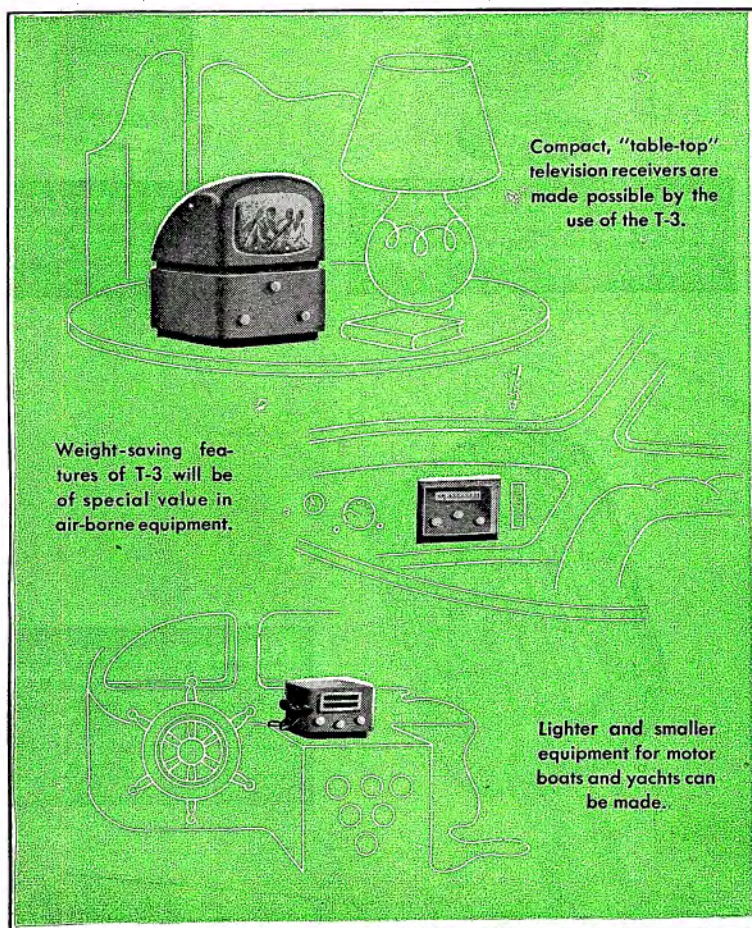 Compact, "table-top"
television receivers are
made possible by the
use of the T-3.
Weight-saving fea-
tures of T-3 will be
of special value in
air-borne equipment.
Lighter and smaller
equipment for motor
boats and yachts can
be made.